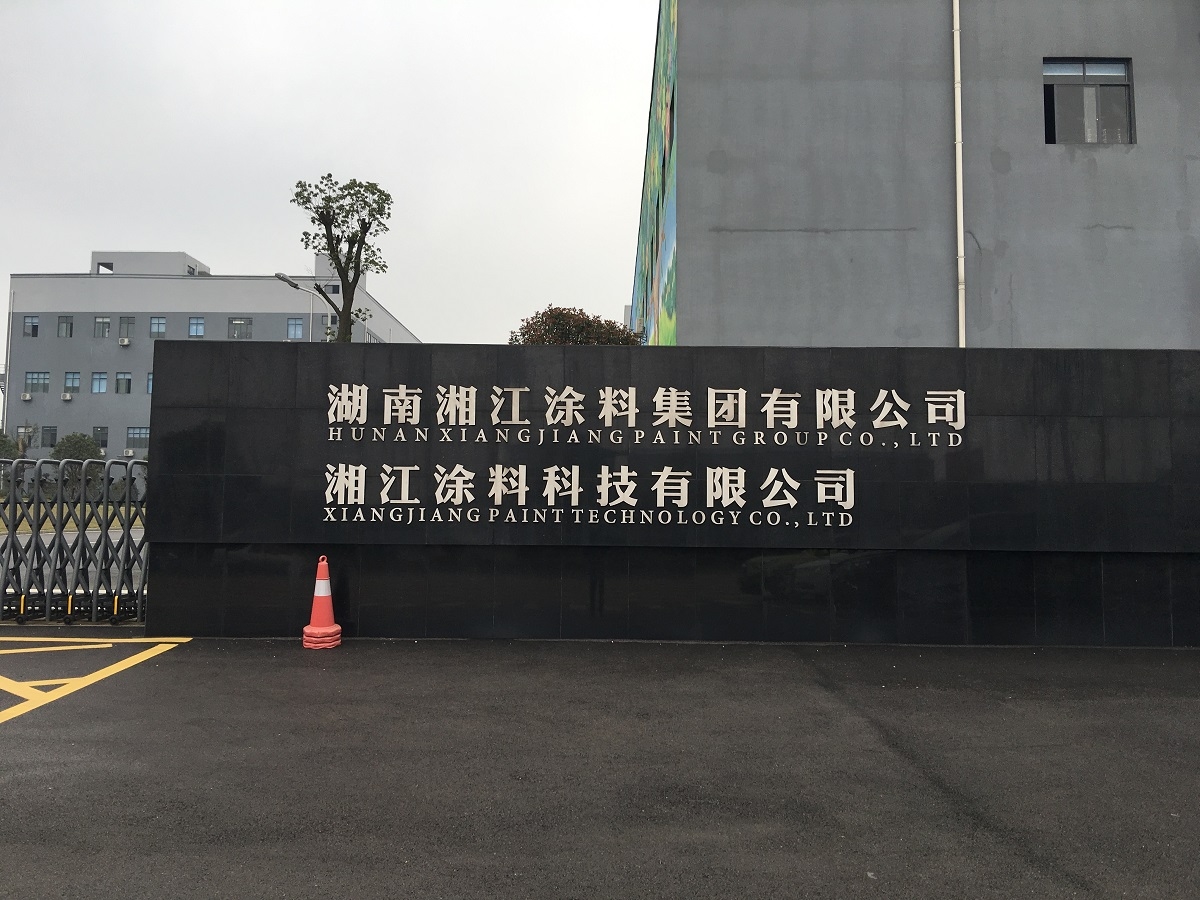 湖南湘江涂料集团有限公司
HUNAN XIANGJIANG PAINT GROUP CO., LTD
湘江涂料科技有限公司
XIANGJIANG PAINT TECHNOLOGY CO., LTD